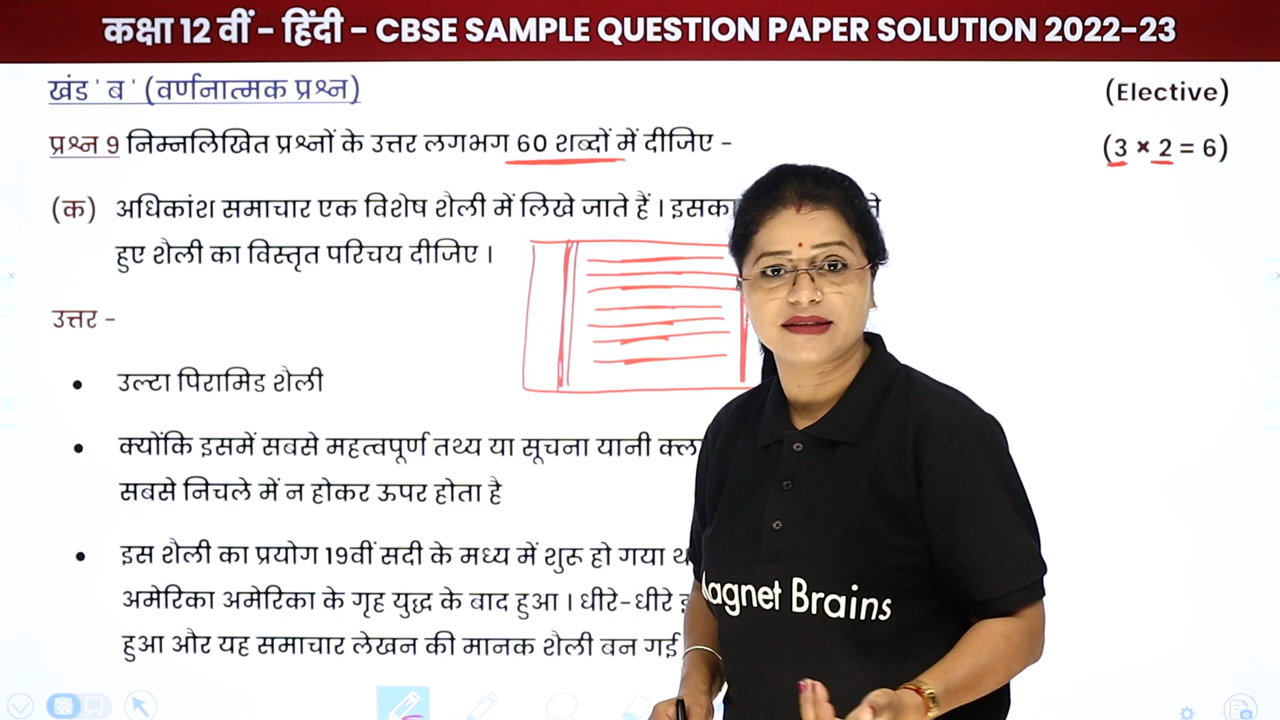 कक्षा 12 वीं - हिंदी - CBSE SAMPLE QUESTION PAPER SOLUTION 2022-23
खंड ' ब ' (वर्णनात्मक प्रश्न) (Elective)
प्रश्न 9 निम्नलिखित प्रश्नों के उत्तर लगभग 60 शब्दों में दीजिए - (3 × 2 = 6)
(क) अधिकांश समाचार एक विशेष शैली में लिखे जाते हैं । इसका
हुए शैली का विस्तृत परिचय दीजिए ।
उत्तर -
• उल्टा पिरामिड शैली
• क्योंकि इसमें सबसे महत्वपूर्ण तथ्य या सूचना यानी
सबसे निचले में न होकर ऊपर होता है
• इस शैली का प्रयोग 19वीं सदी के मध्य में शुरू हो गया
अमेरिका अमेरिका के गृह युद्ध के बाद हुआ । धीरे-धीरे
हुआ और यह समाचार लेखन की मानक शैली बन गई
agnet Brains